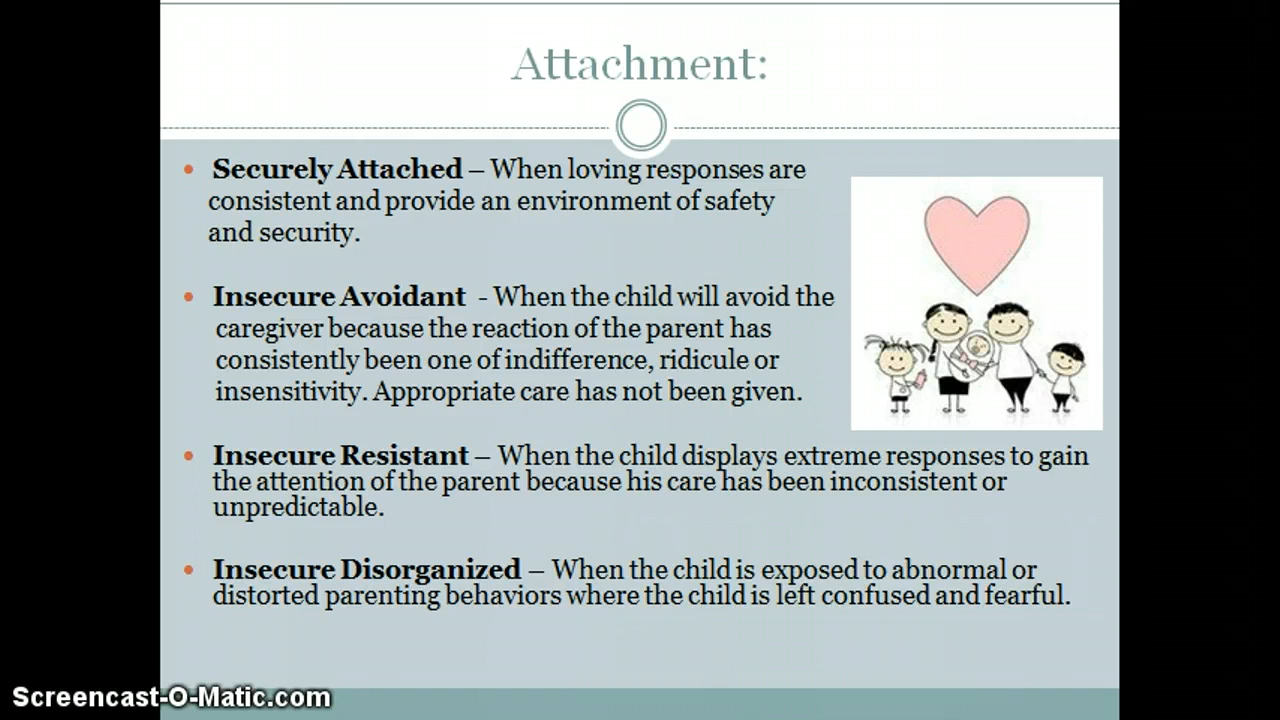 Attachment:
Securely Attached – When loving responses are
consistent and provide an environment of safety
and security.
Insecure Avoidant - When the child will avoid the
caregiver because the reaction of the parent has
consistently been one of indifference, ridicule or
insensitivity. Appropriate care has not been given.
Insecure Resistant – When the child displays extreme responses to gain
the attention of the parent because his care has been inconsistent or
unpredictable.
Insecure Disorganized – When the child is exposed to abnormal or
distorted parenting behaviors where the child is left confused and fearful.
Screencast-O-Matic.com